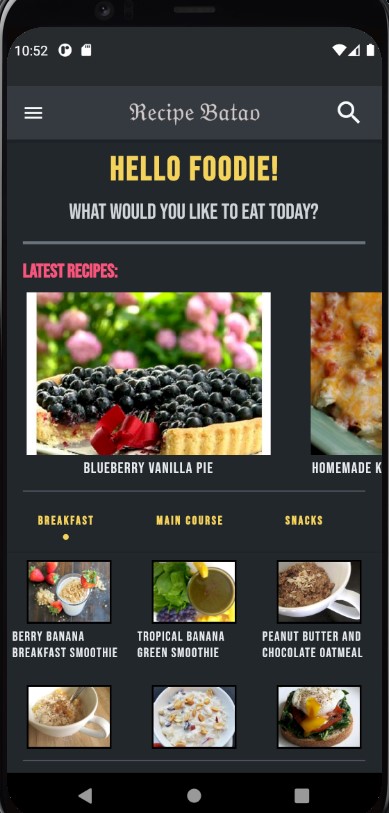 10:52
Recipe Batao
HELLO FOODIE!
WHAT WOULD YOU LIKE TO EAT TODAY?
LATEST RECIPES:
BLUEBERRY VANILLA PIE
HOMEMADE K
BREAKFAST
MAIN COURSE
SNACKS
BERRY BANANA
BREAKFAST SMOOTHIE
TROPICAL BANANA
GREEN SMOOTHIE
PEANUT BUTTER AND
CHOCOLATE OATMEAL